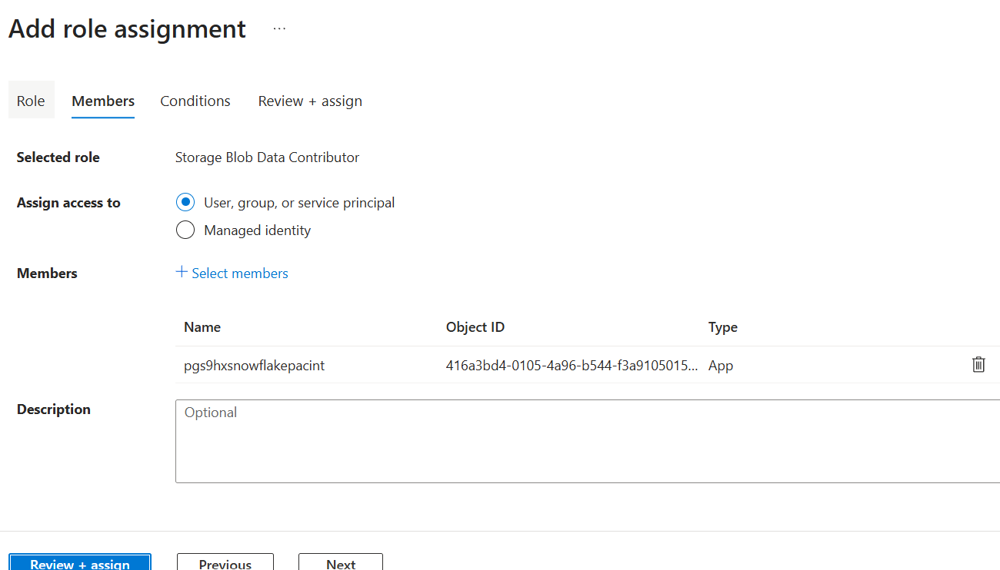 Add role assignment ...
Role Members Conditions Review + assign
Selected role Storage Blob Data Contributor
Assign access to User, group, or service principal
Managed identity
Members + Select members
Name Object ID Type
pgs9hxsnowflakepacint 416a3bd4-0105-4a96-b544-f3a9105015... App
Description Optional
Review + assign Previous Next